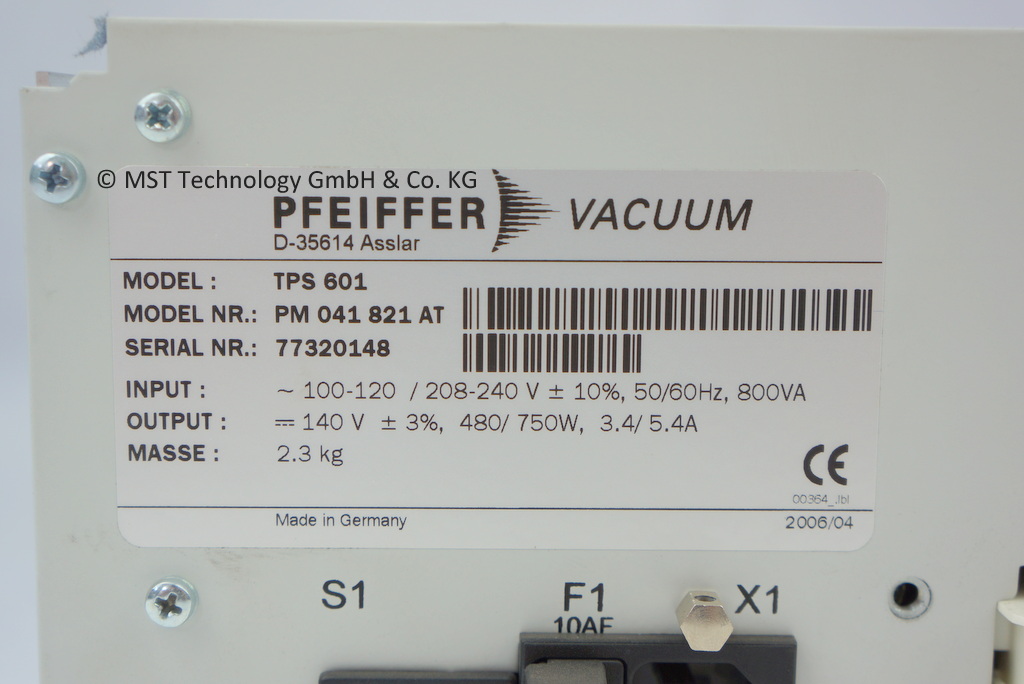 © MST Technology GmbH & Co. KG
PFEIFFER VACUUM
D-35614 Asslar
MODEL : TPS 601
MODEL NR.: PM 041 821 AT
SERIAL NR.: 77320148
INPUT : ~ 100-120 / 208-240 V ± 10%, 50/60Hz, 800VA
OUTPUT : ⎓ 140 V ± 3%, 480/ 750W, 3.4/ 5.4A
MASSE : 2.3 kg
CE
00364_Jbl
Made in Germany 2006/04
S1 F1 X1
10AF